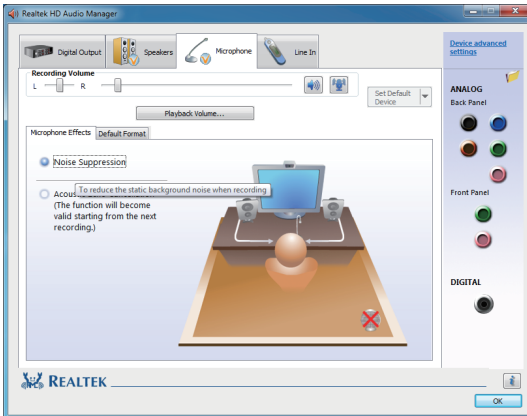 Realtek HD Audio Manager
Digital Output
Speakers
Microphone
Line In
Device advanced
settings
Recording Volume
L
R
Set Default
Device
Playback Volume...
ANALOG
Back Panel
Microphone Effects
Default Format
Noise Suppression
To reduce the static background noise when recording
Acous
(The function will become
valid starting from the next
recording.)
Front Panel
DIGITAL
REALTEK
i
OK